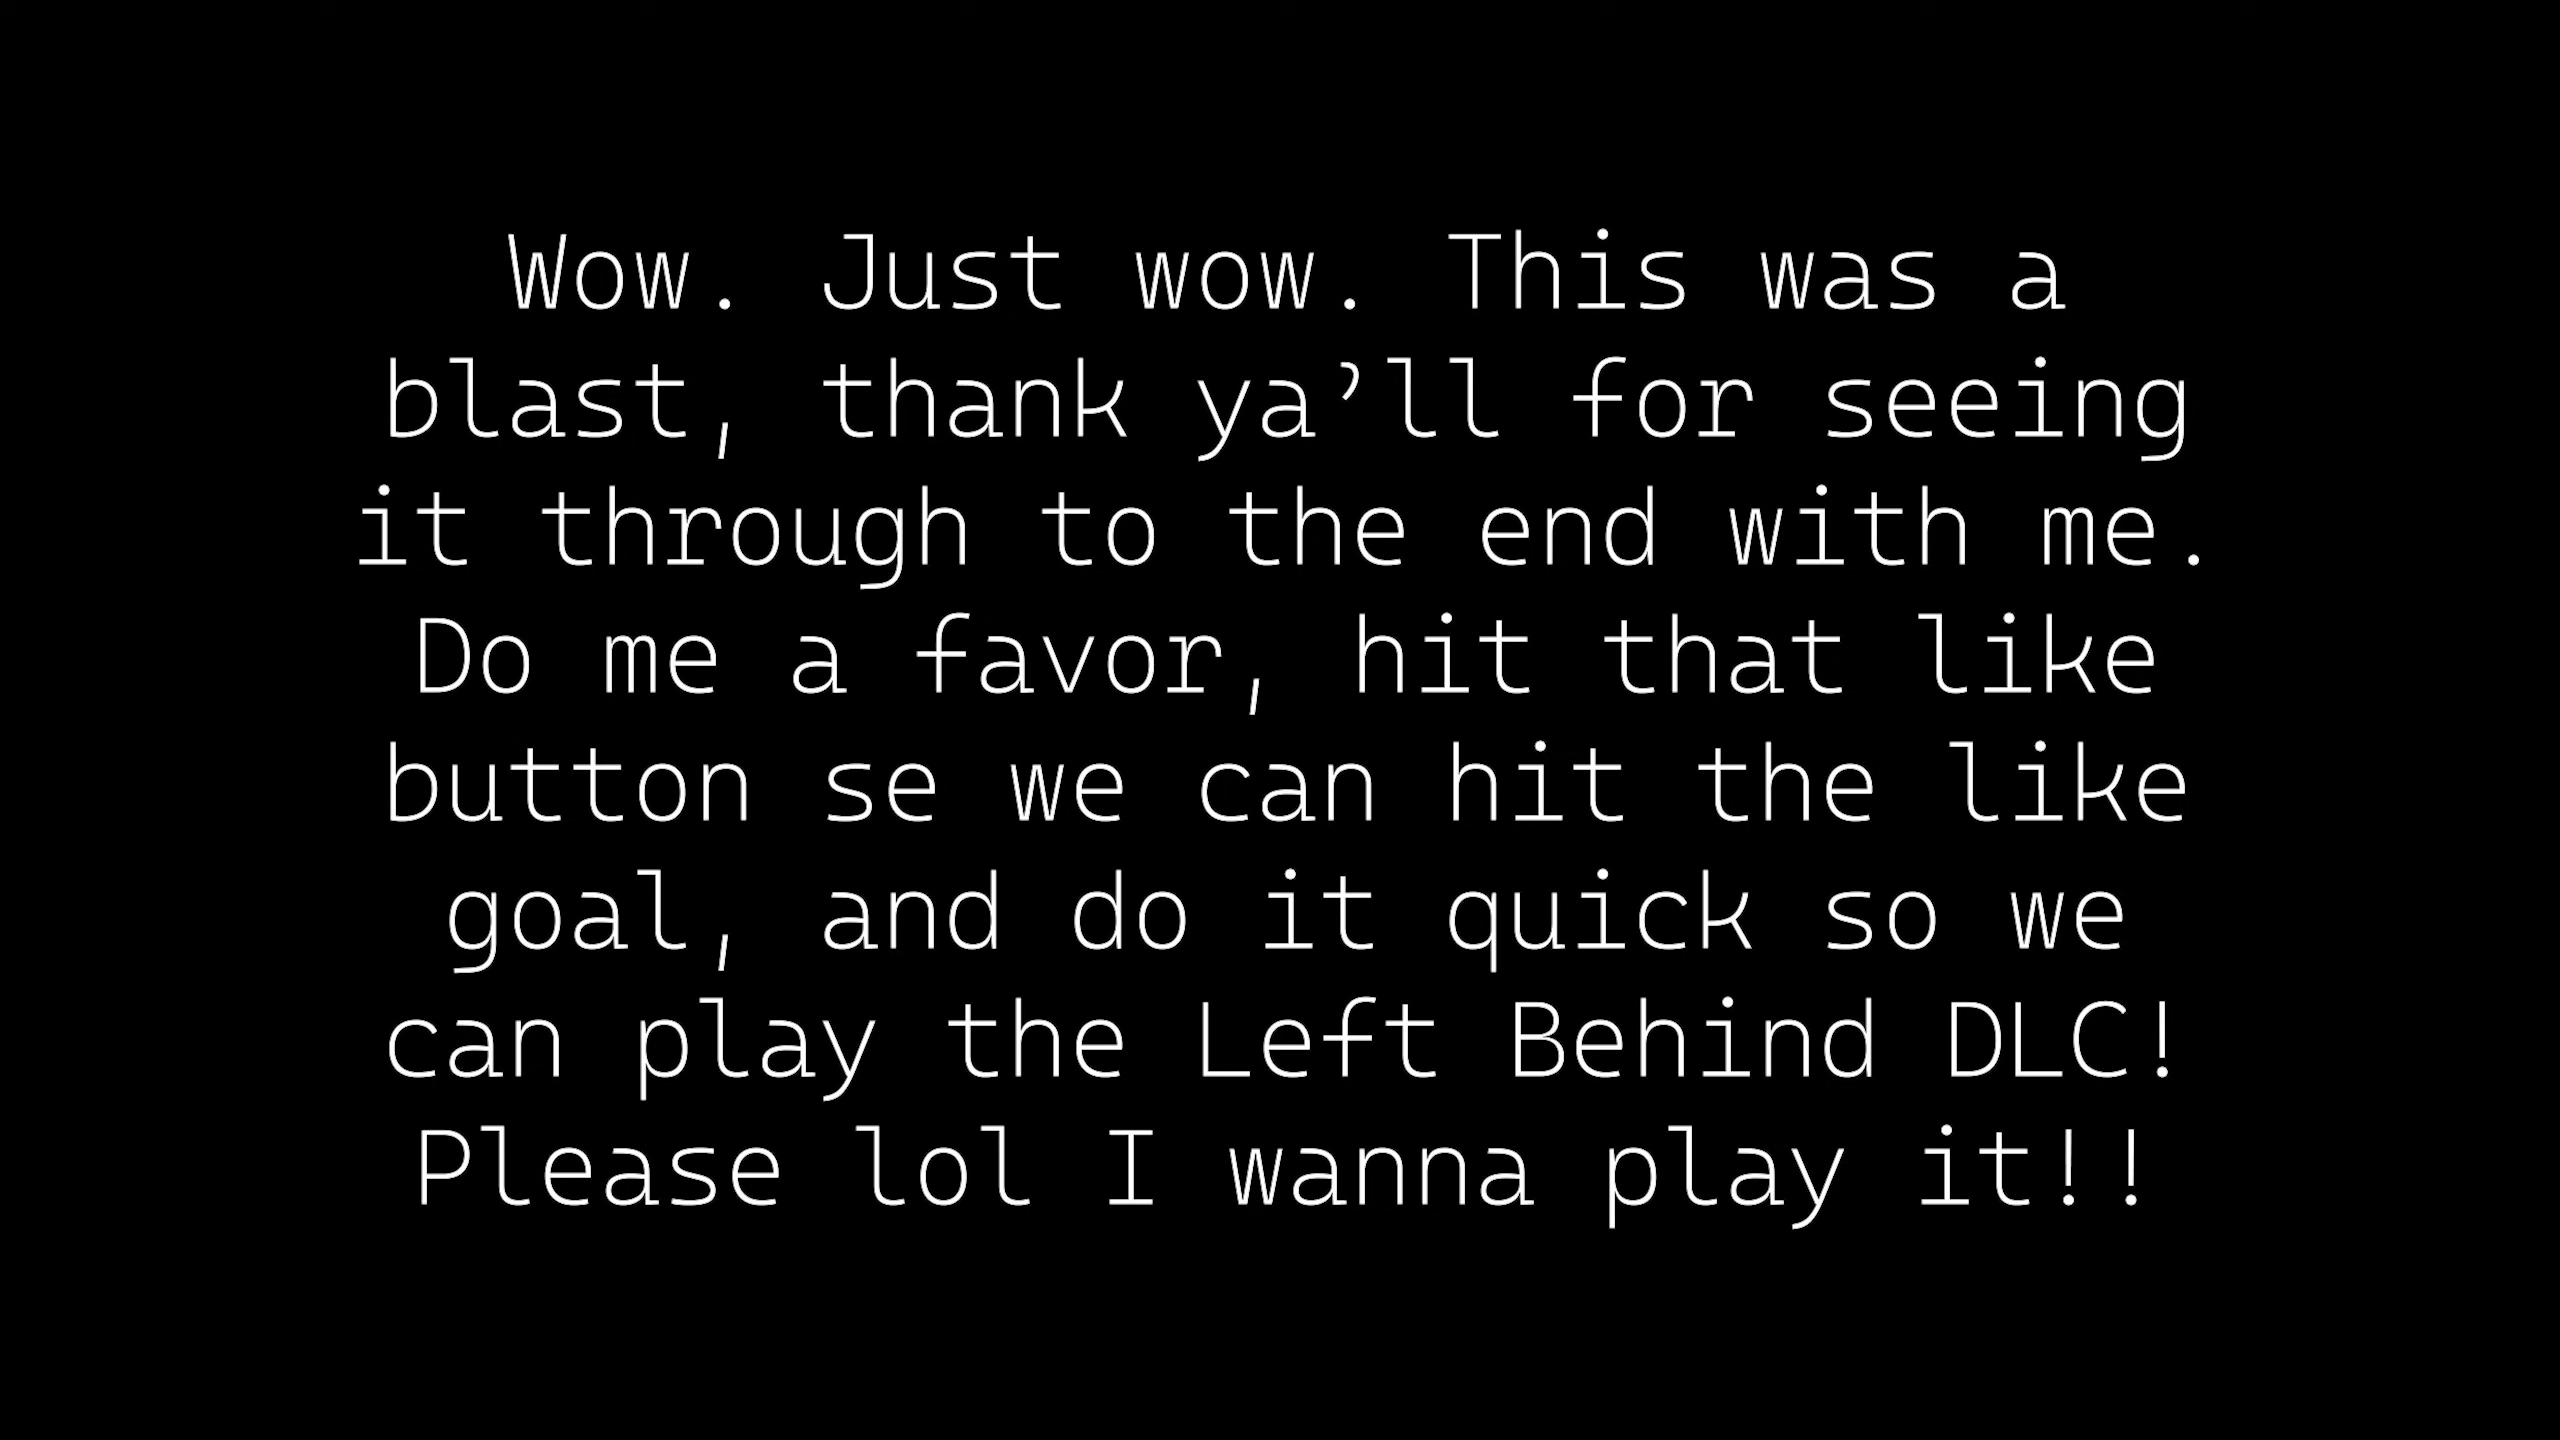 Wow. Just wow. This was a
blast, thank ya’ll for seeing
it through to the end with me.
Do me a favor, hit that like
button se we can hit the like
goal, and do it quick so we
can play the Left Behind DLC!
Please lol I wanna play it!!